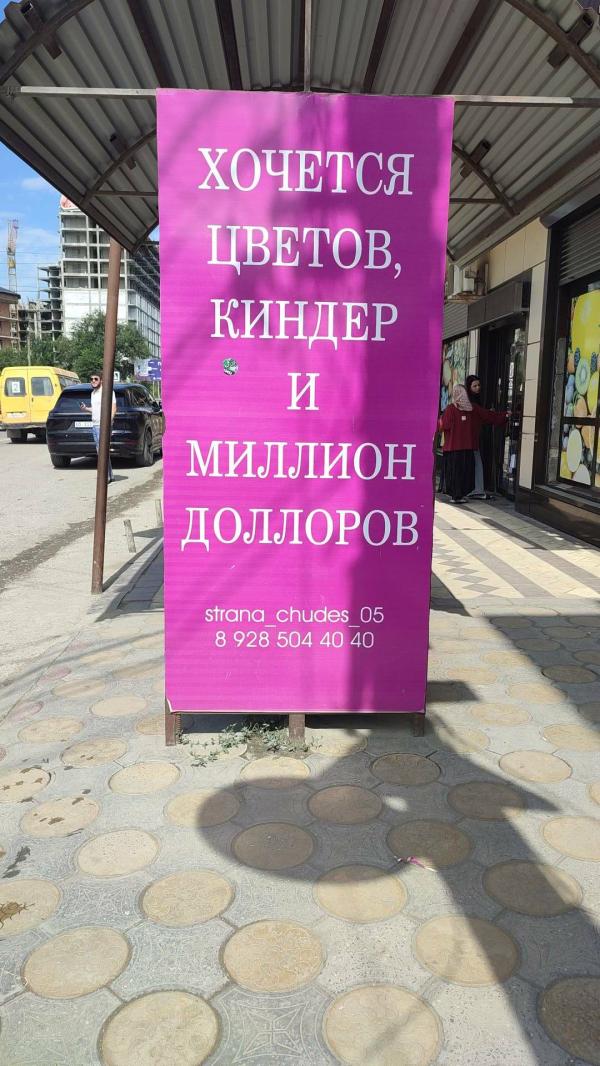 ХОЧЕТСЯ
ЦВЕТОВ,
КИНДЕР
И
МИЛЛИОН
ДОЛЛОРОВ
strana_chudes_05
8 928 504 40 40